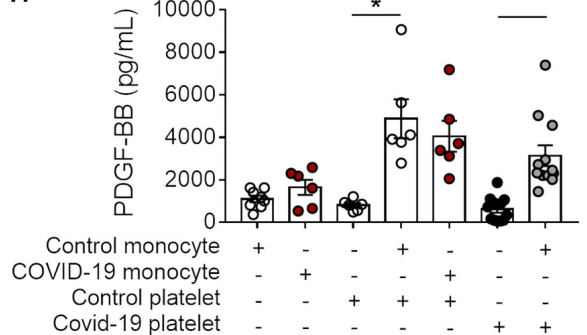 *
10000
8000
6000
4000
2000
0
PDGF-BB (pg/mL)
Control monocyte + - - + - - +
COVID-19 monocyte - + - - + - -
Control platelet - - + + + - -
Covid-19 platelet - - - - - + +